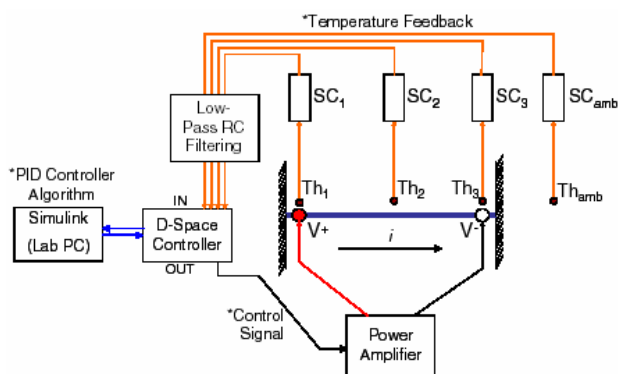 *Temperature Feedback
SC1
SC2
SC3
SCamb
Low-
Pass RC
Filtering
*PID Controller
Algorithm
Simulink
(Lab PC)
IN
D-Space
Controller
OUT
Th1
Th2
Th3
Thamb
V+
i
V-
*Control
Signal
Power
Amplifier